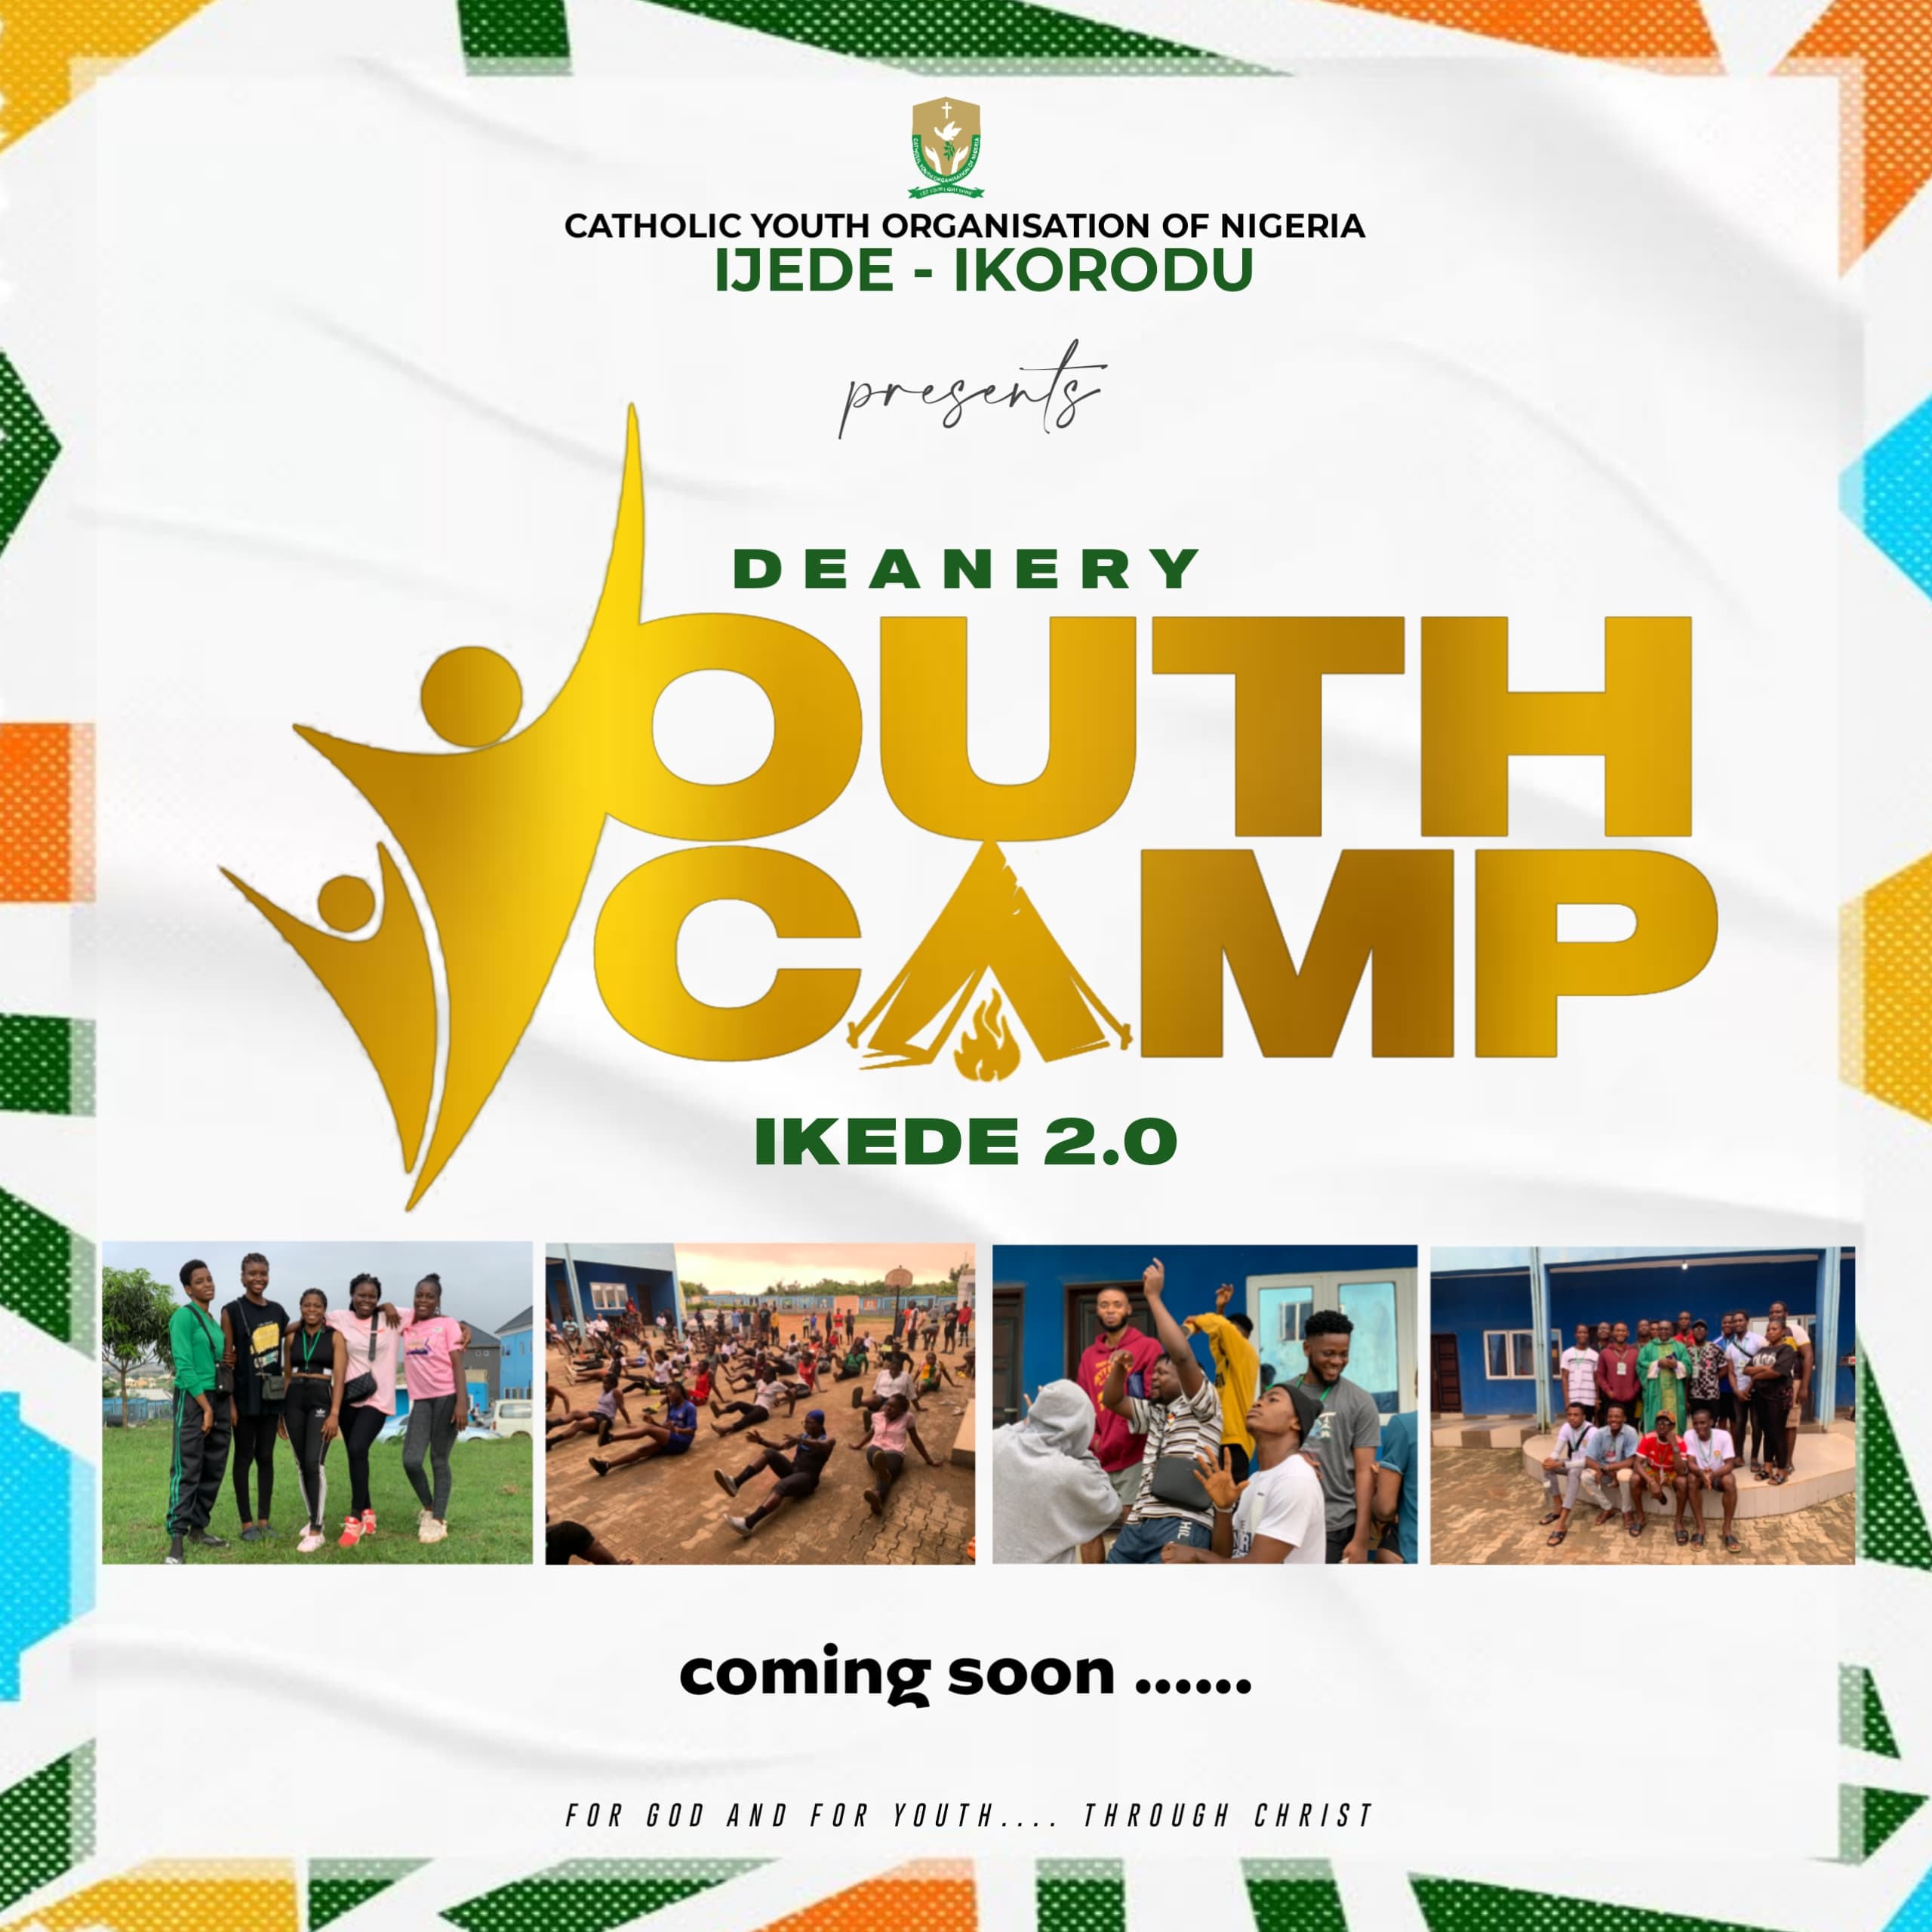 CATHOLIC YOUTH ORGANISATION OF NIGERIA
IJEDE - IKORODU
presents
DEANERY
YOUTH
CAMP
IKEDE 2.0
coming soon ......
FOR GOD AND FOR YOUTH.... THROUGH CHRIST